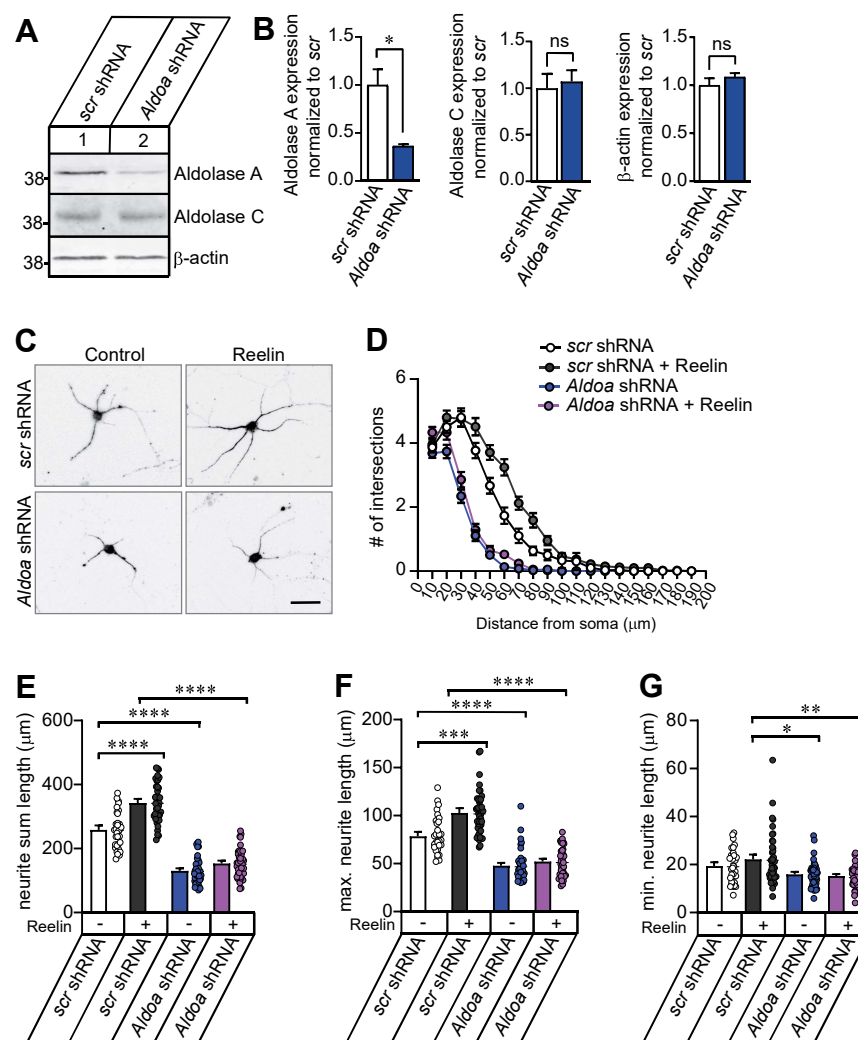 A
scr shRNA
Aldoa shRNA
1 2
38 Aldolase A
38 Aldolase C
38 β-actin
B
Aldolase A expression
normalized to scr
1.5
1.0
0.5
0.0
*
scr shRNA
Aldoa shRNA
Aldolase C expression
normalized to scr
1.5
1.0
0.5
0.0
ns
scr shRNA
Aldoa shRNA
β-actin expression
normalized to scr
1.5
1.0
0.5
0.0
ns
scr shRNA
Aldoa shRNA
C
Control Reelin
scr shRNA
Aldoa shRNA
D
scr shRNA
scr shRNA + Reelin
Aldoa shRNA
Aldoa shRNA + Reelin
# of intersections
6
4
2
0
0 10 20 30 40 50 60 70 80 90 100 110 120 130 140 150 160 170 180 190 200
Distance from soma (μm)
E
neurite sum length (μm)
600
400
200
0
****
****
****
Reelin - + - +
scr shRNA
scr shRNA
Aldoa shRNA
Aldoa shRNA
F
max. neurite length (μm)
200
150
100
50
0
****
****
***
Reelin - + - +
scr shRNA
scr shRNA
Aldoa shRNA
Aldoa shRNA
G
min. neurite length (μm)
80
60
40
20
0
**
*
Reelin - + - +
scr shRNA
scr shRNA
Aldoa shRNA
Aldoa shRNA